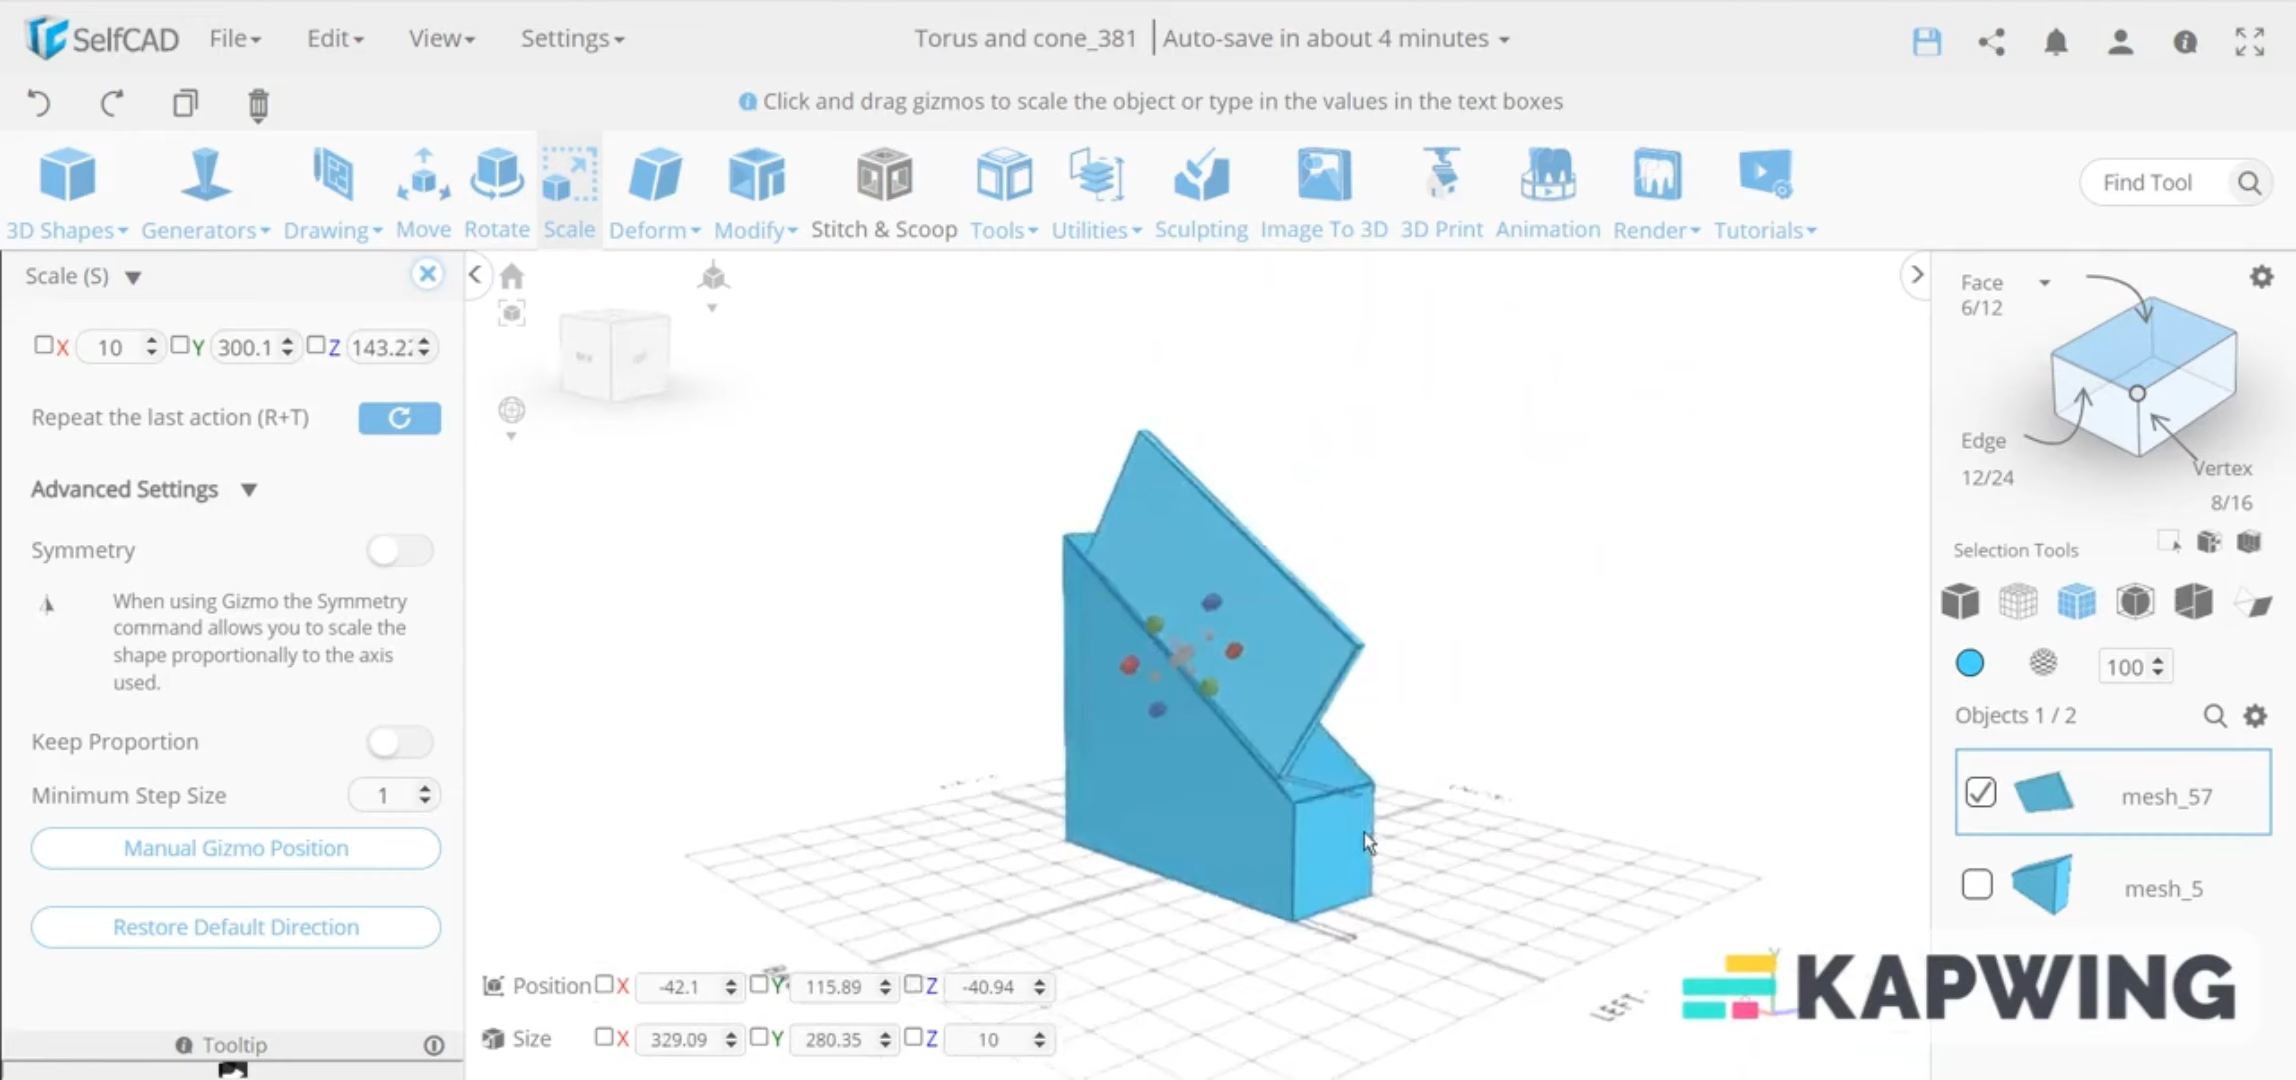 SelfCAD File Edit View Settings Torus and cone_381 Auto-save in about 4 minutes
Click and drag gizmos to scale the object or type in the values in the text boxes
3D Shapes Generators Drawing Move Rotate Scale Deform Modify Stitch & Scoop Tools Utilities Sculpting Image To 3D 3D Print Animation Render Tutorials Find Tool
Scale (S)
X 10 Y 300.1 Z
Repeat the last action (R+T)
Advanced Settings
Symmetry
When using Gizmo the Symmetry
command allows you to scale the
shape proportionally to the axis
used.
Keep Proportion
Minimum Step Size 1
Manual Gizmo Position
Restore Default Direction
Tooltip
Position X -42.1 Y 115.89 Z -40.94
Size X 329.09 Y 280.35 Z 10
LEFT
Face
6/12
Edge
12/24
Vertex
8/16
Selection Tools
100
Objects 1 / 2
mesh_57
mesh_5
KAPWING